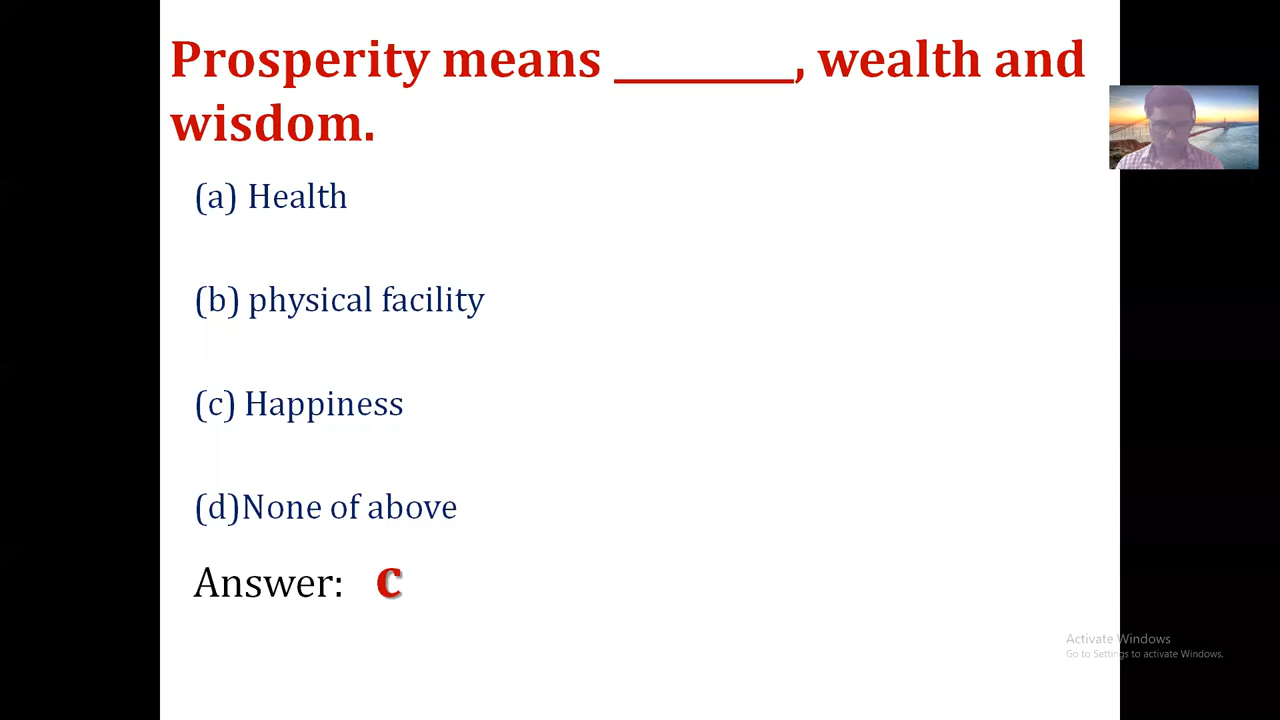 Prosperity means _________, wealth and
wisdom.
(a) Health
(b) physical facility
(c) Happiness
(d)None of above
Answer: C
Activate Windows
Go to Settings to activate Windows.